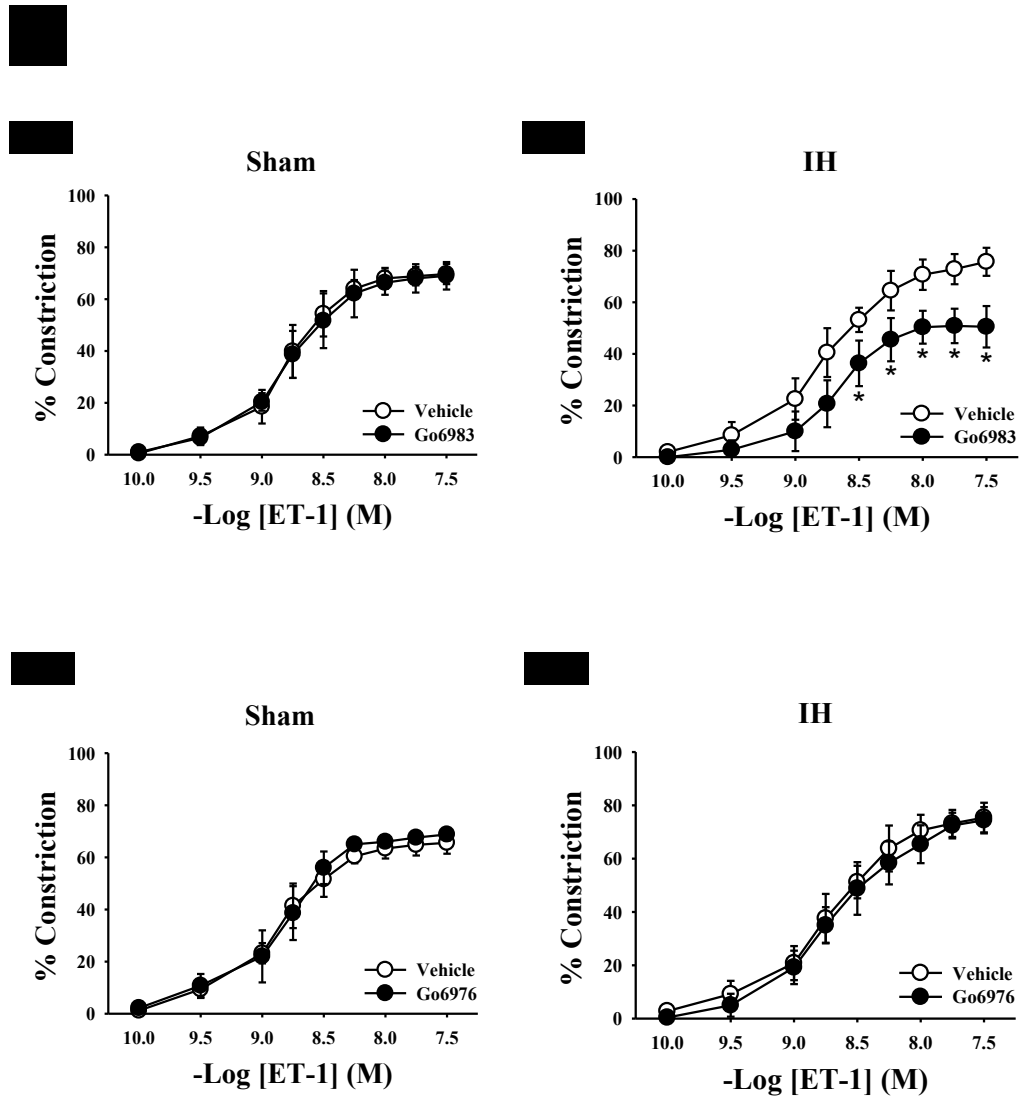 Sham
% Constriction
100
80
60
40
20
0
* Vehicle
Go6983
10.0 9.5 9.0 8.5 8.0 7.5
-Log [ET-1] (M)
IH
% Constriction
100
80
60
40
20
0
* * * * *
Vehicle
Go6983
10.0 9.5 9.0 8.5 8.0 7.5
-Log [ET-1] (M)
Sham
% Constriction
100
80
60
40
20
0
Vehicle
Go6976
10.0 9.5 9.0 8.5 8.0 7.5
-Log [ET-1] (M)
IH
% Constriction
100
80
60
40
20
0
Vehicle
Go6976
10.0 9.5 9.0 8.5 8.0 7.5
-Log [ET-1] (M)